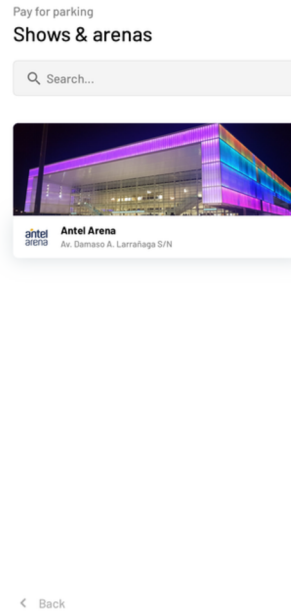 Pay for parking
Shows & arenas
Search...
antel
arena
Antel Arena
Av. Damaso A. Larrañaga S/N
Back